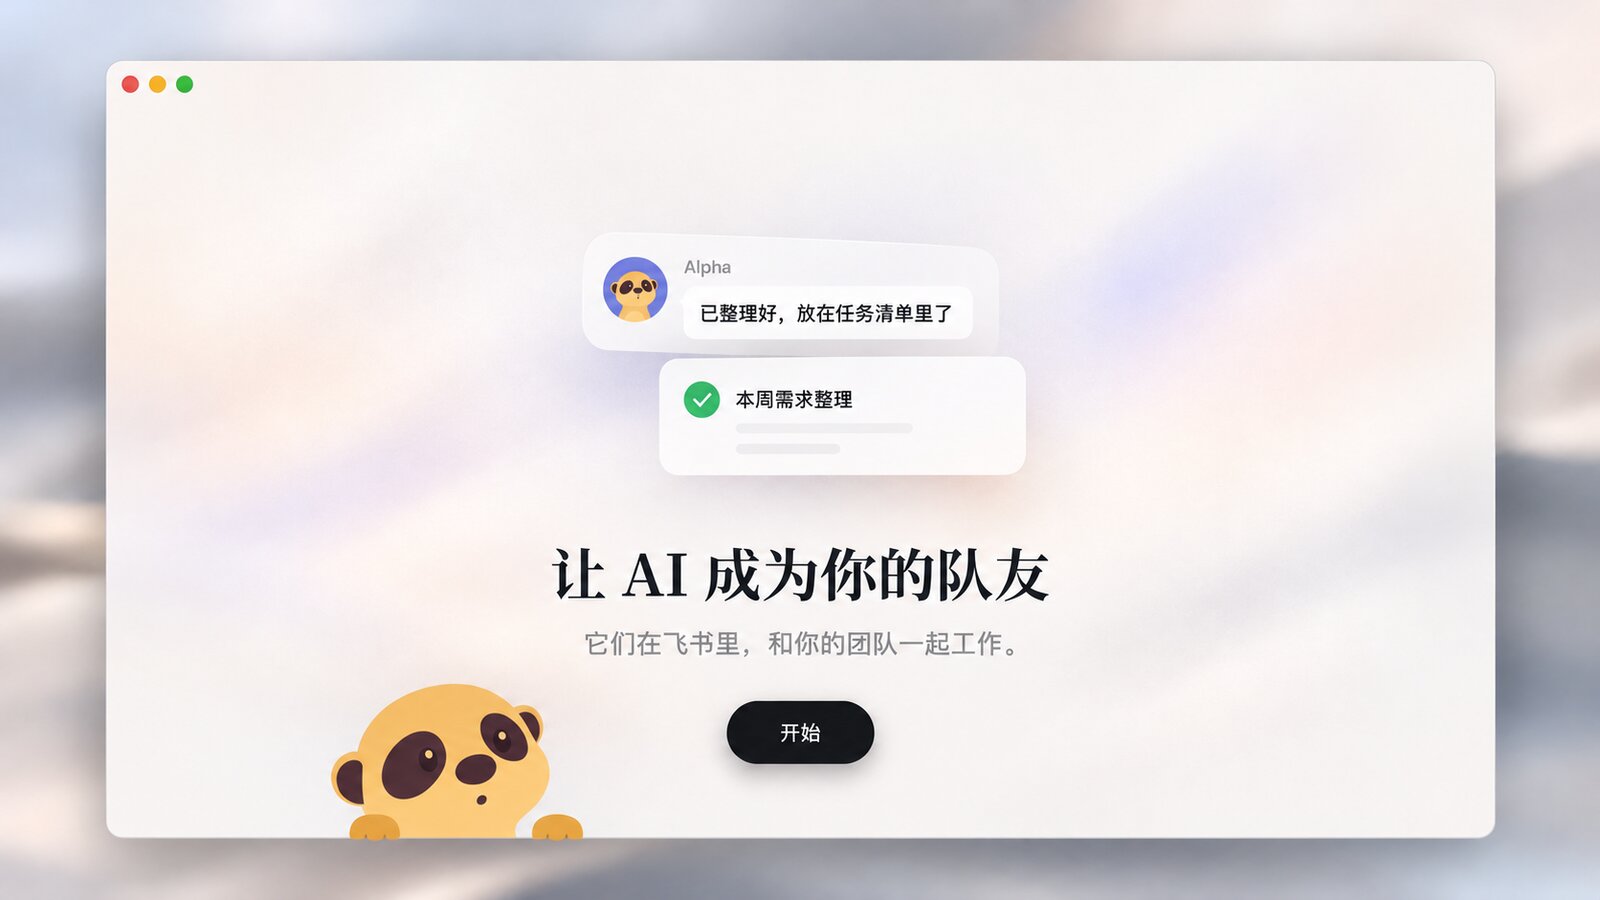 Alpha
已整理好，放在任务清单里了
本周需求整理
让 AI 成为你的队友
它们在飞书里，和你的团队一起工作。
开始